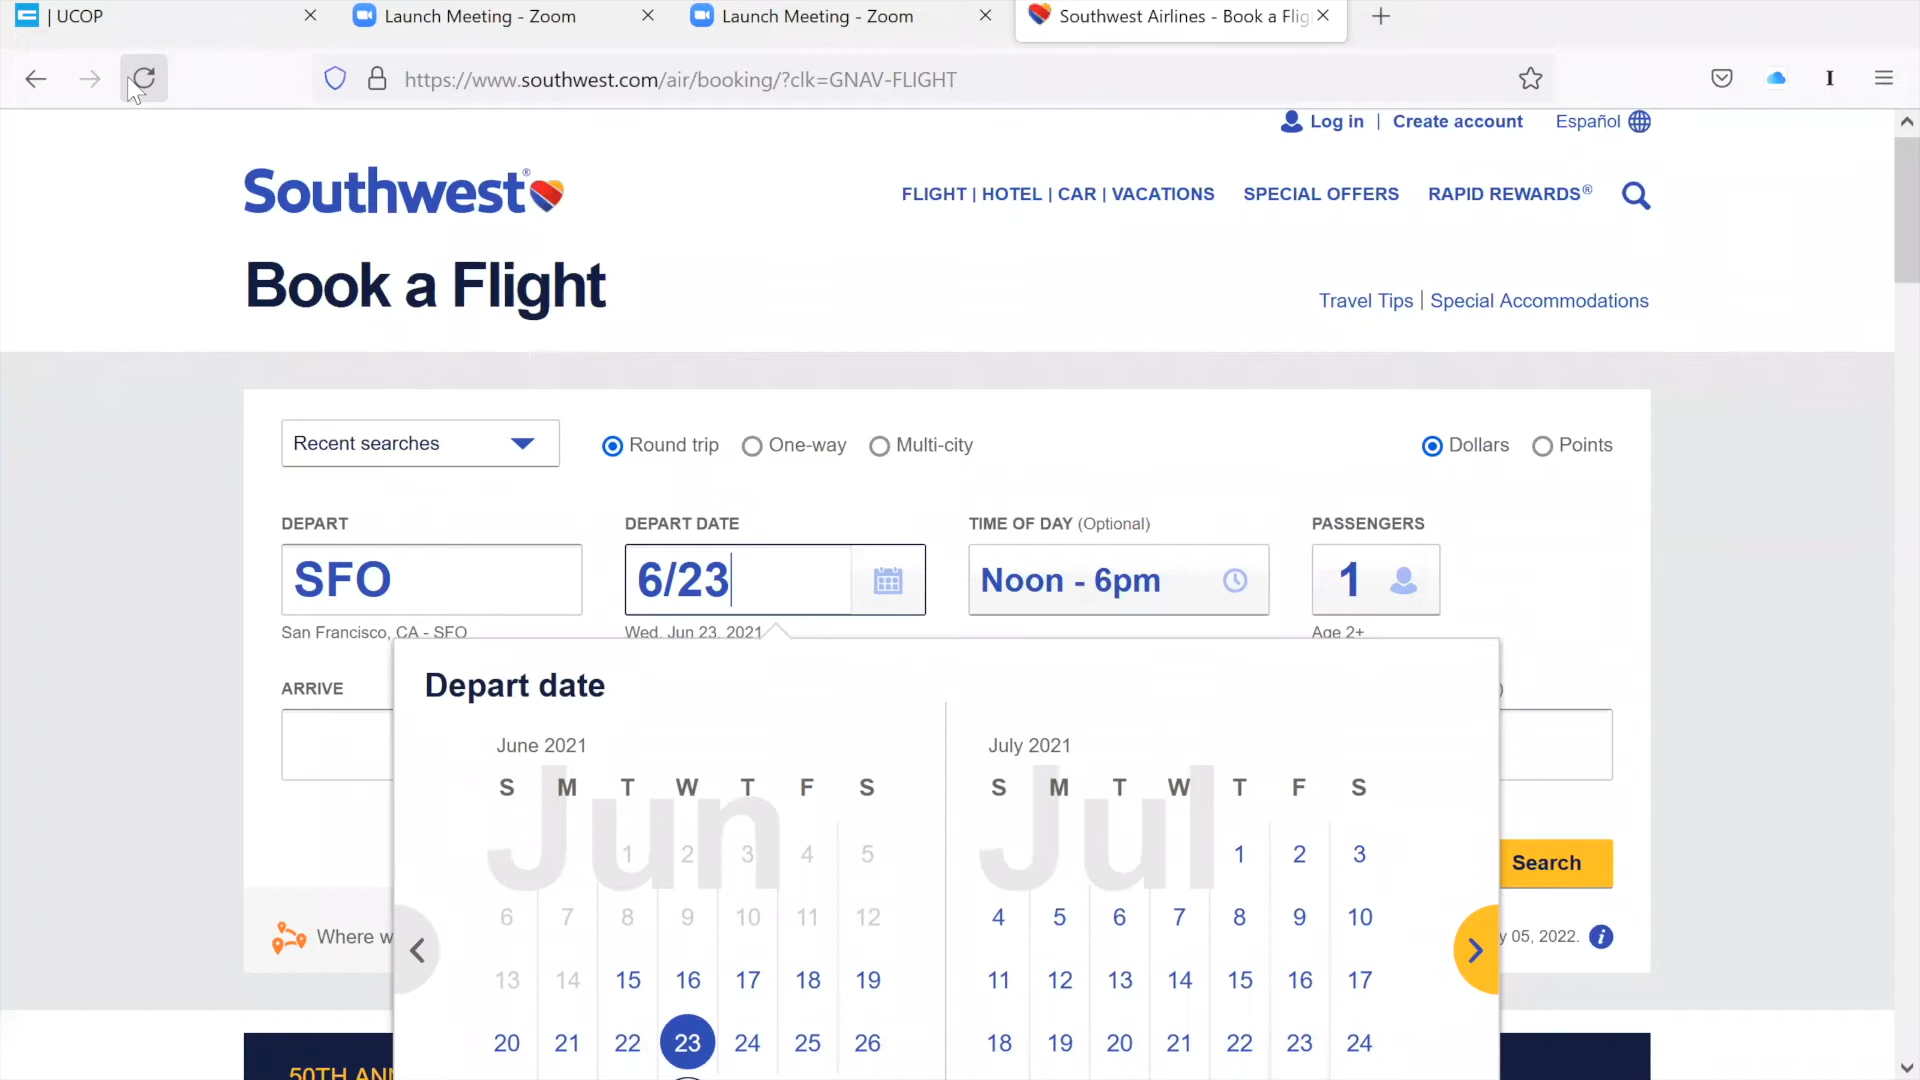 | UCOP
Launch Meeting - Zoom
Launch Meeting - Zoom
Southwest Airlines - Book a Flig
https://www.southwest.com/air/booking/?clk=GNAV-FLIGHT
I
Log in | Create account Español
Southwest®
FLIGHT | HOTEL | CAR | VACATIONS SPECIAL OFFERS RAPID REWARDS®
Book a Flight
Travel Tips | Special Accommodations
Recent searches
Round trip One-way Multi-city
Dollars Points
DEPART
DEPART DATE
TIME OF DAY (Optional)
PASSENGERS
SFO
6/23
Noon - 6pm
1
San Francisco, CA - SFO
Wed, Jun 23, 2021
Age 2+
ARRIVE
)
Depart date
June 2021
July 2021
Jun
Jul
S M T W T F S
S M T W T F S
1 2 3 4 5
1 2 3
6 7 8 9 10 11 12
4 5 6 7 8 9 10
13 14 15 16 17 18 19
11 12 13 14 15 16 17
20 21 22 23 24 25 26
18 19 20 21 22 23 24
Search
Where w
y 05, 2022. i
50TH ANN